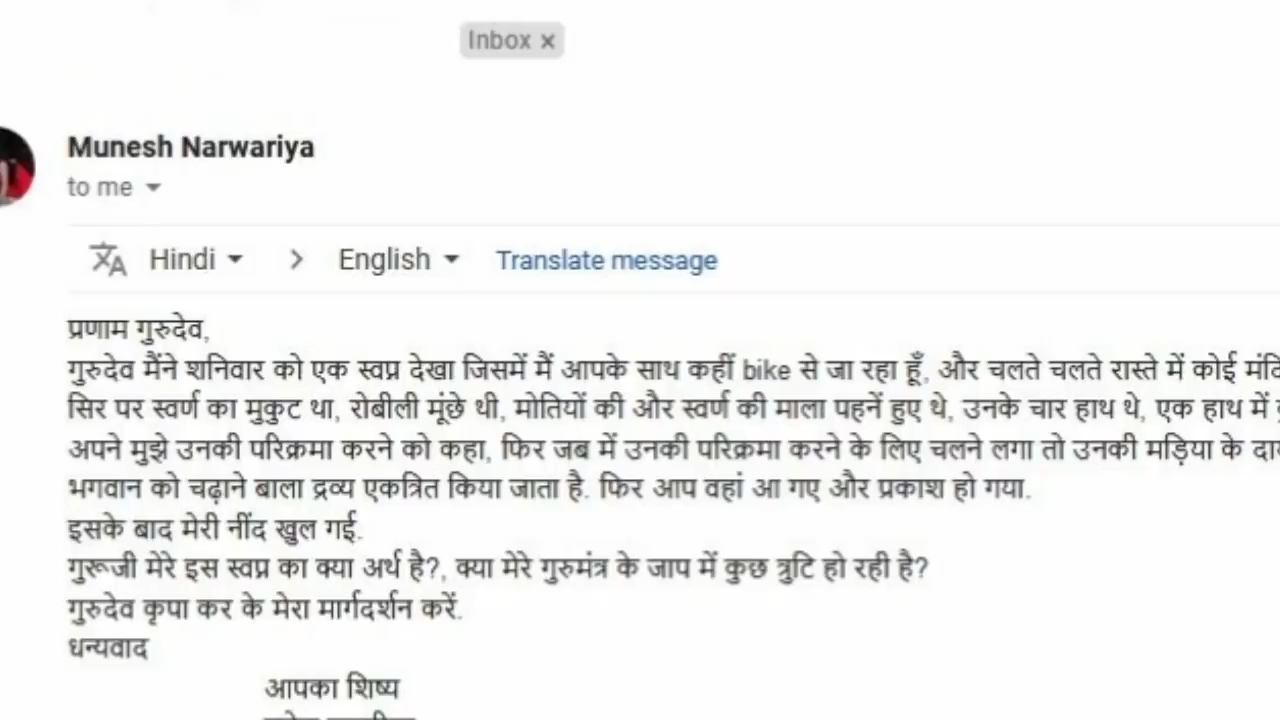 Inbox ×
Munesh Narwariya
to me
Hindi > English Translate message
प्रणाम गुरुदेव,
गुरुदेव मैंने शनिवार को एक स्वप्न देखा जिसमें मैं आपके साथ कहीं bike से जा रहा हूँ, और चलते चलते रास्ते में कोई
सिर पर स्वर्ण का मुकुट था, रोबीली मूंछे थी, मोतियों की और स्वर्ण की माला पहनें हुए थे, उनके चार हाथ थे, एक हाथ में
अपने मुझे उनकी परिक्रमा करने को कहा, फिर जब में उनकी परिक्रमा करने के लिए चलने लगा तो उनकी मड़िया के
भगवान को चढ़ाने बाला द्रव्य एकत्रित किया जाता है. फिर आप वहां आ गए और प्रकाश हो गया.
इसके बाद मेरी नींद खुल गई.
गुरूजी मेरे इस स्वप्न का क्या अर्थ है?, क्या मेरे गुरुमंत्र के जाप में कुछ त्रुटि हो रही है?
गुरुदेव कृपा कर के मेरा मार्गदर्शन करें.
धन्यवाद
आपका शिष्य